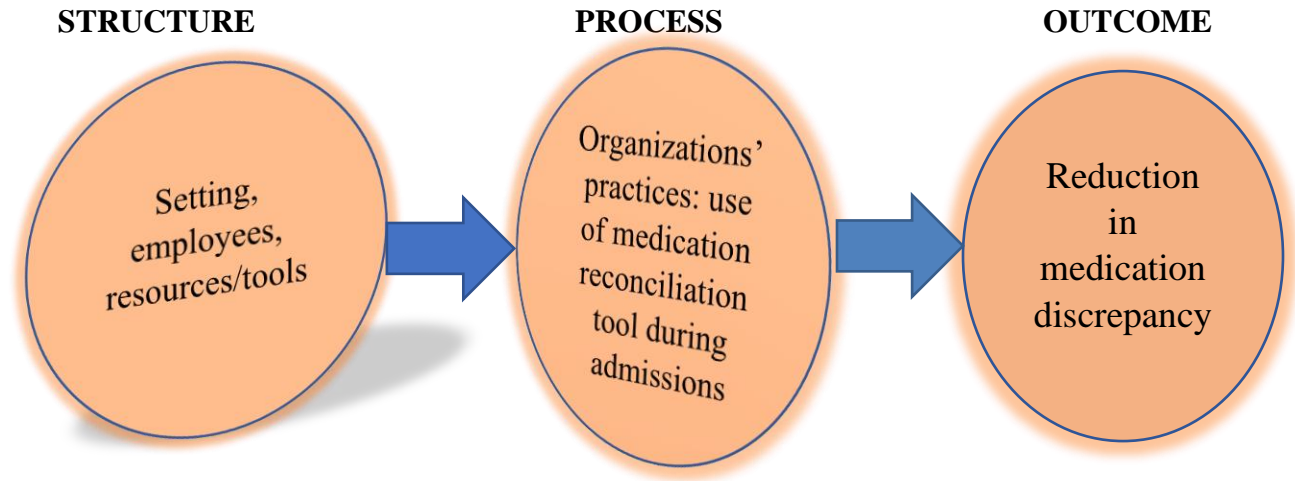 STRUCTURE
PROCESS
OUTCOME
Setting,
employees,
resources/tools
Organizations’
practices: use
of medication
reconciliation
tool during
admissions
Reduction
in
medication
discrepancy